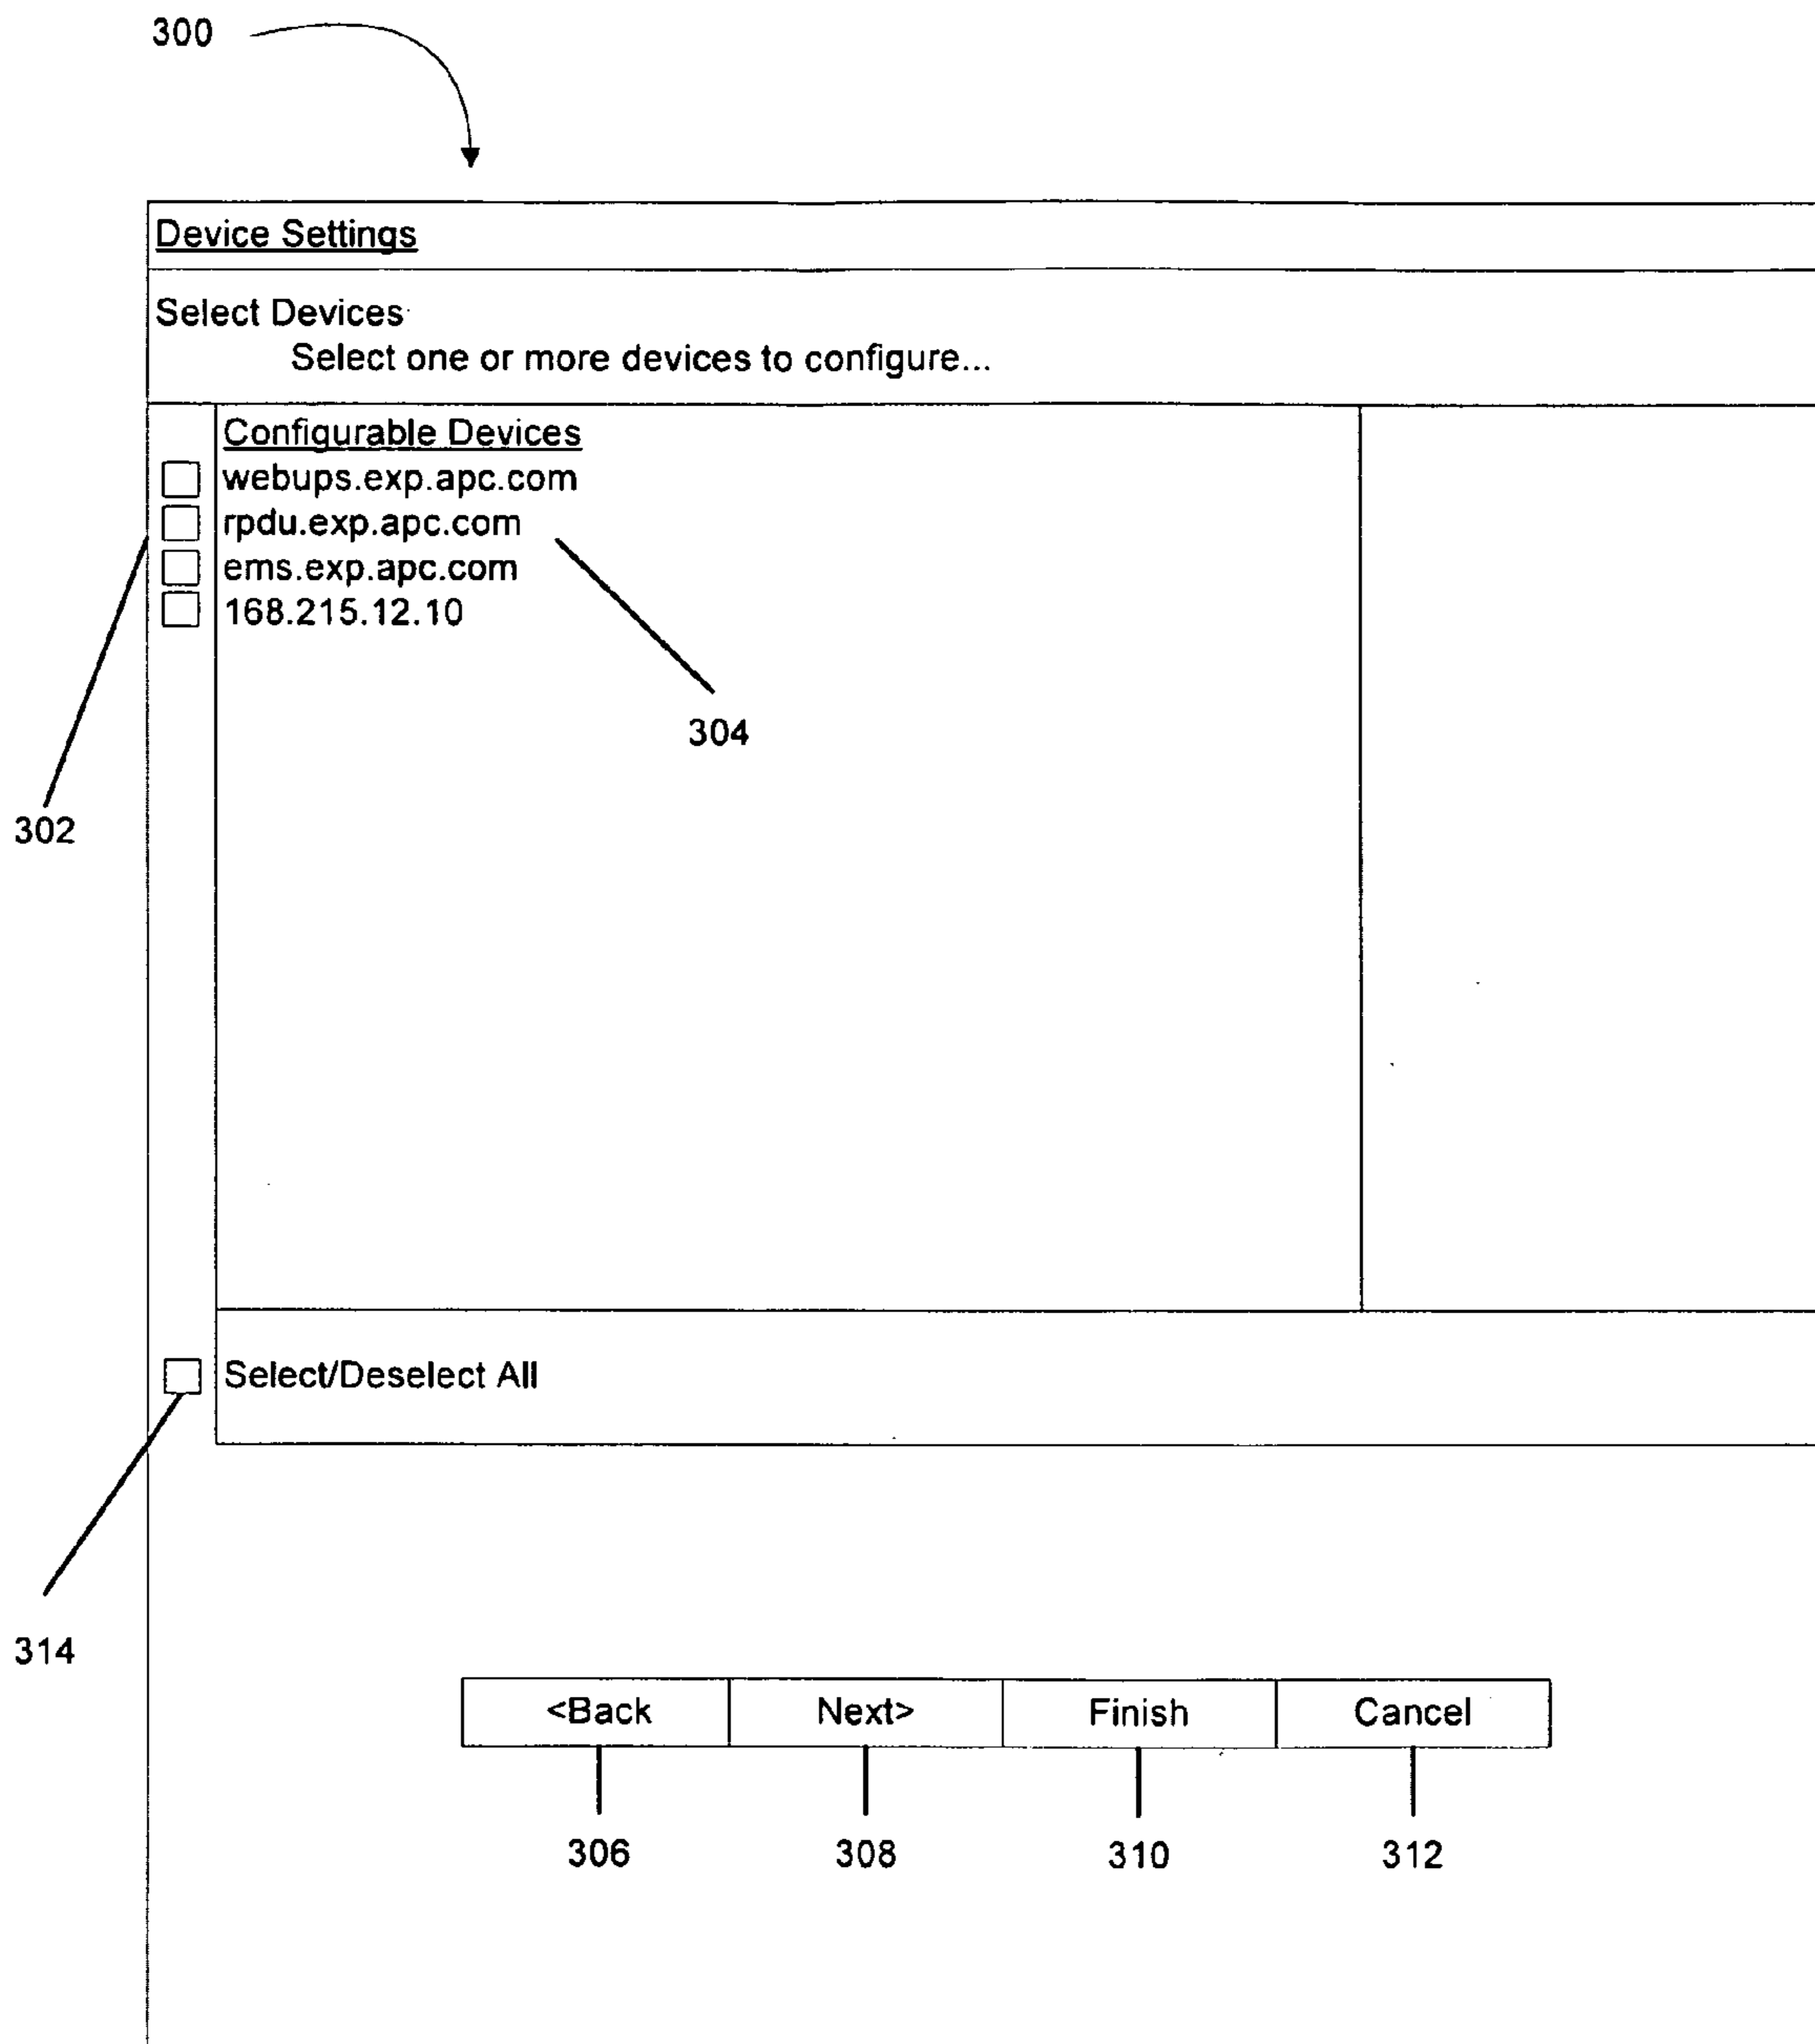 300
Device Settings
Select Devices
Select one or more devices to configure...
Configurable Devices
webups.exp.apc.com
rpdu.exp.apc.com
ems.exp.apc.com
168.215.12.10
304
302
Select/Deselect All
314
<Back Next> Finish Cancel
306 308 310 312